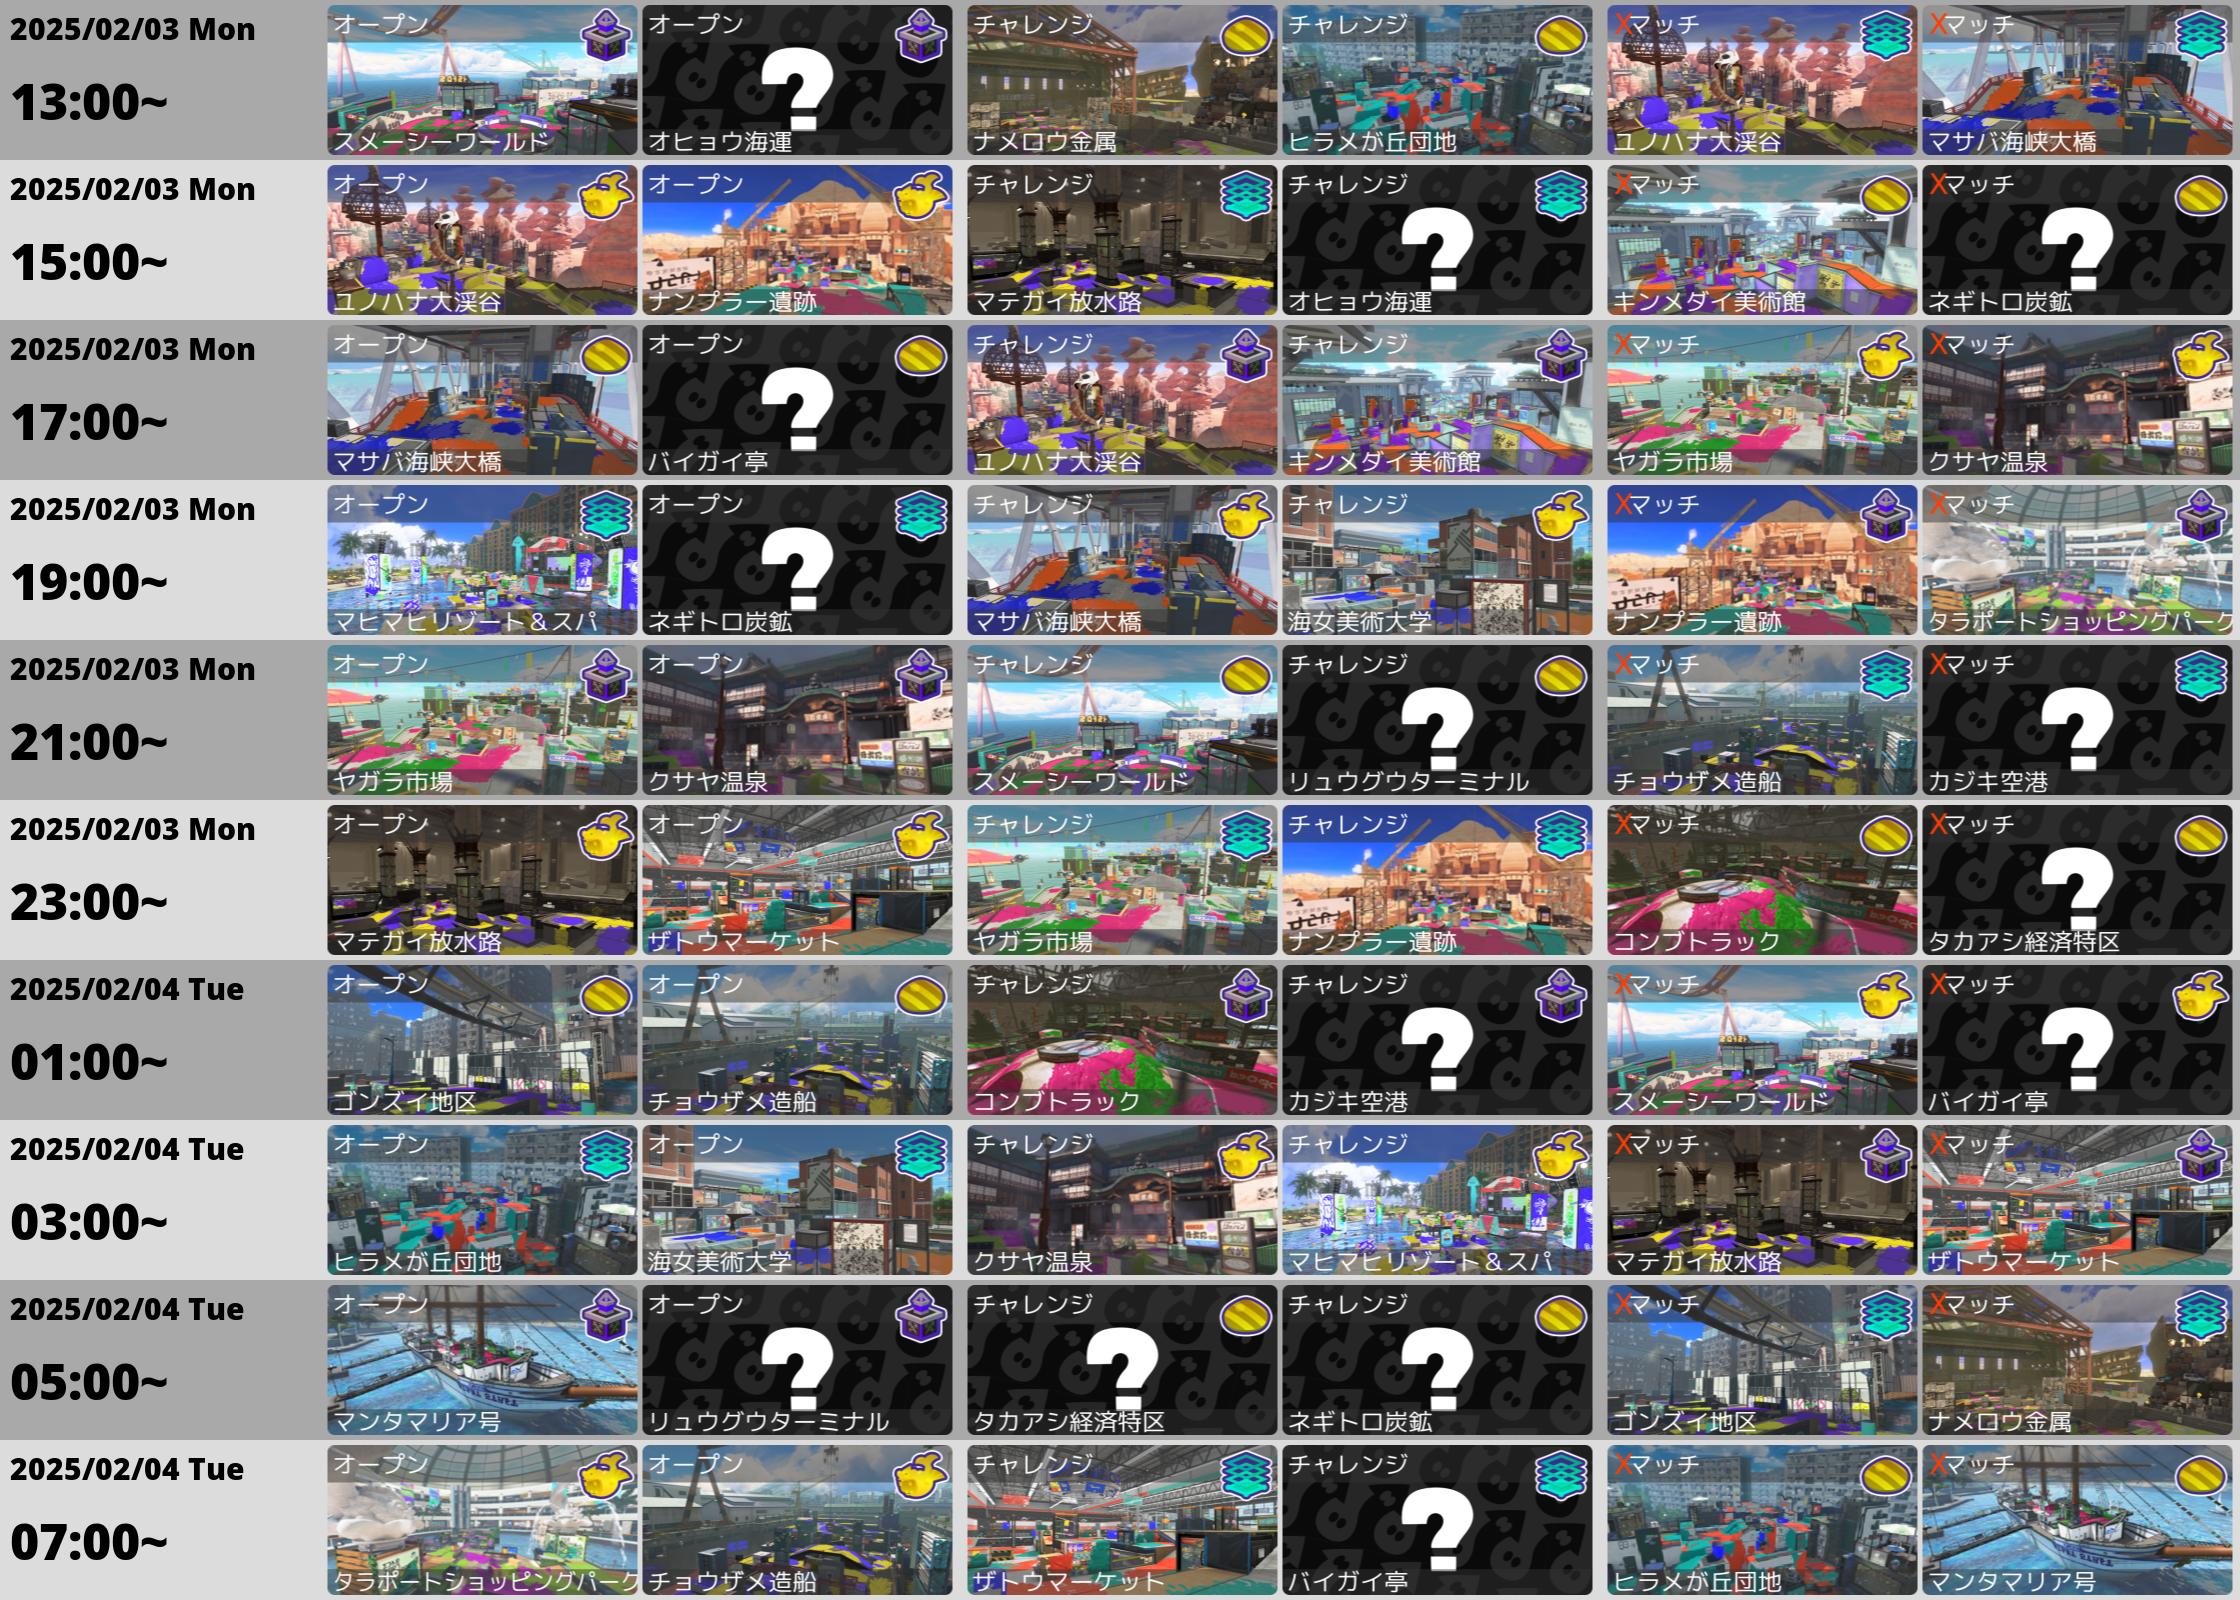 2025/02/03 Mon
13:00~
オープン オープン チャレンジ チャレンジ Xマッチ Xマッチ
スメーシーワールド オヒョウ海運 ナメロウ金属 ヒラメが丘団地 ユノハナ大渓谷 マサバ海峡大橋
2025/02/03 Mon
15:00~
オープン オープン チャレンジ チャレンジ Xマッチ Xマッチ
ユノハナ大渓谷 ナンプラー遺跡 マテガイ放水路 オヒョウ海運 キンメダイ美術館 ネギトロ炭鉱
2025/02/03 Mon
17:00~
オープン オープン チャレンジ チャレンジ Xマッチ Xマッチ
マサバ海峡大橋 バイガイ亭 ユノハナ大渓谷 キンメダイ美術館 ヤガラ市場 クサヤ温泉
2025/02/03 Mon
19:00~
オープン オープン チャレンジ チャレンジ Xマッチ Xマッチ
マヒマヒリゾート&スパ ネギトロ炭鉱 マサバ海峡大橋 海女美術大学 ナンプラー遺跡 タラポートショッピングパーク
2025/02/03 Mon
21:00~
オープン オープン チャレンジ チャレンジ Xマッチ Xマッチ
ヤガラ市場 クサヤ温泉 スメーシーワールド リュウグウターミナル チョウザメ造船 カジキ空港
2025/02/03 Mon
23:00~
オープン オープン チャレンジ チャレンジ Xマッチ Xマッチ
マテガイ放水路 ザトウマーケット ヤガラ市場 ナンプラー遺跡 コンブトラック タカアシ経済特区
2025/02/04 Tue
01:00~
オープン オープン チャレンジ チャレンジ Xマッチ Xマッチ
ゴンズイ地区 チョウザメ造船 コンブトラック カジキ空港 スメーシーワールド バイガイ亭
2025/02/04 Tue
03:00~
オープン オープン チャレンジ チャレンジ Xマッチ Xマッチ
ヒラメが丘団地 海女美術大学 クサヤ温泉 マヒマヒリゾート&スパ マテガイ放水路 ザトウマーケット
2025/02/04 Tue
05:00~
オープン オープン チャレンジ チャレンジ Xマッチ Xマッチ
マンタマリア号 リュウグウターミナル タカアシ経済特区 ネギトロ炭鉱 ゴンズイ地区 ナメロウ金属
2025/02/04 Tue
07:00~
オープン オープン チャレンジ チャレンジ Xマッチ Xマッチ
タラポートショッピングパーク チョウザメ造船 ザトウマーケット バイガイ亭 ヒラメが丘団地 マンタマリア号